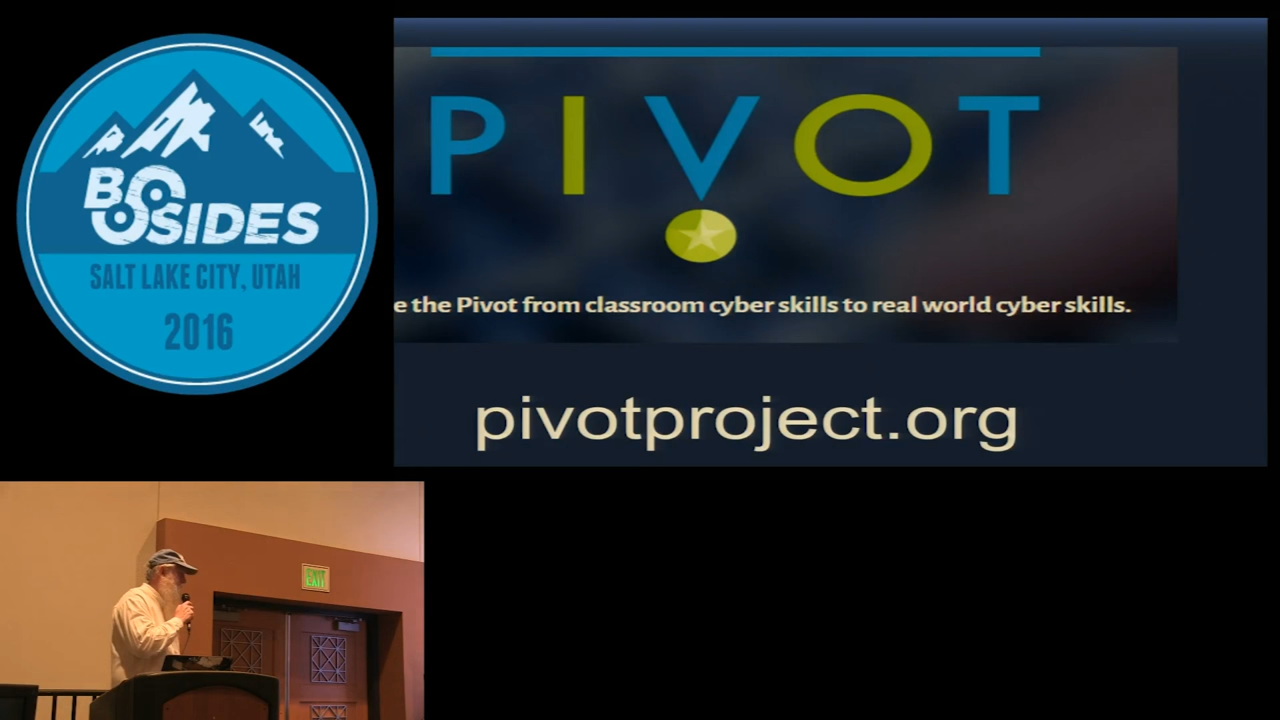 BSIDES
SALT LAKE CITY, UTAH
2016
PIVOT
e the Pivot from classroom cyber skills to real world cyber skills.
pivotproject.org
EXIT